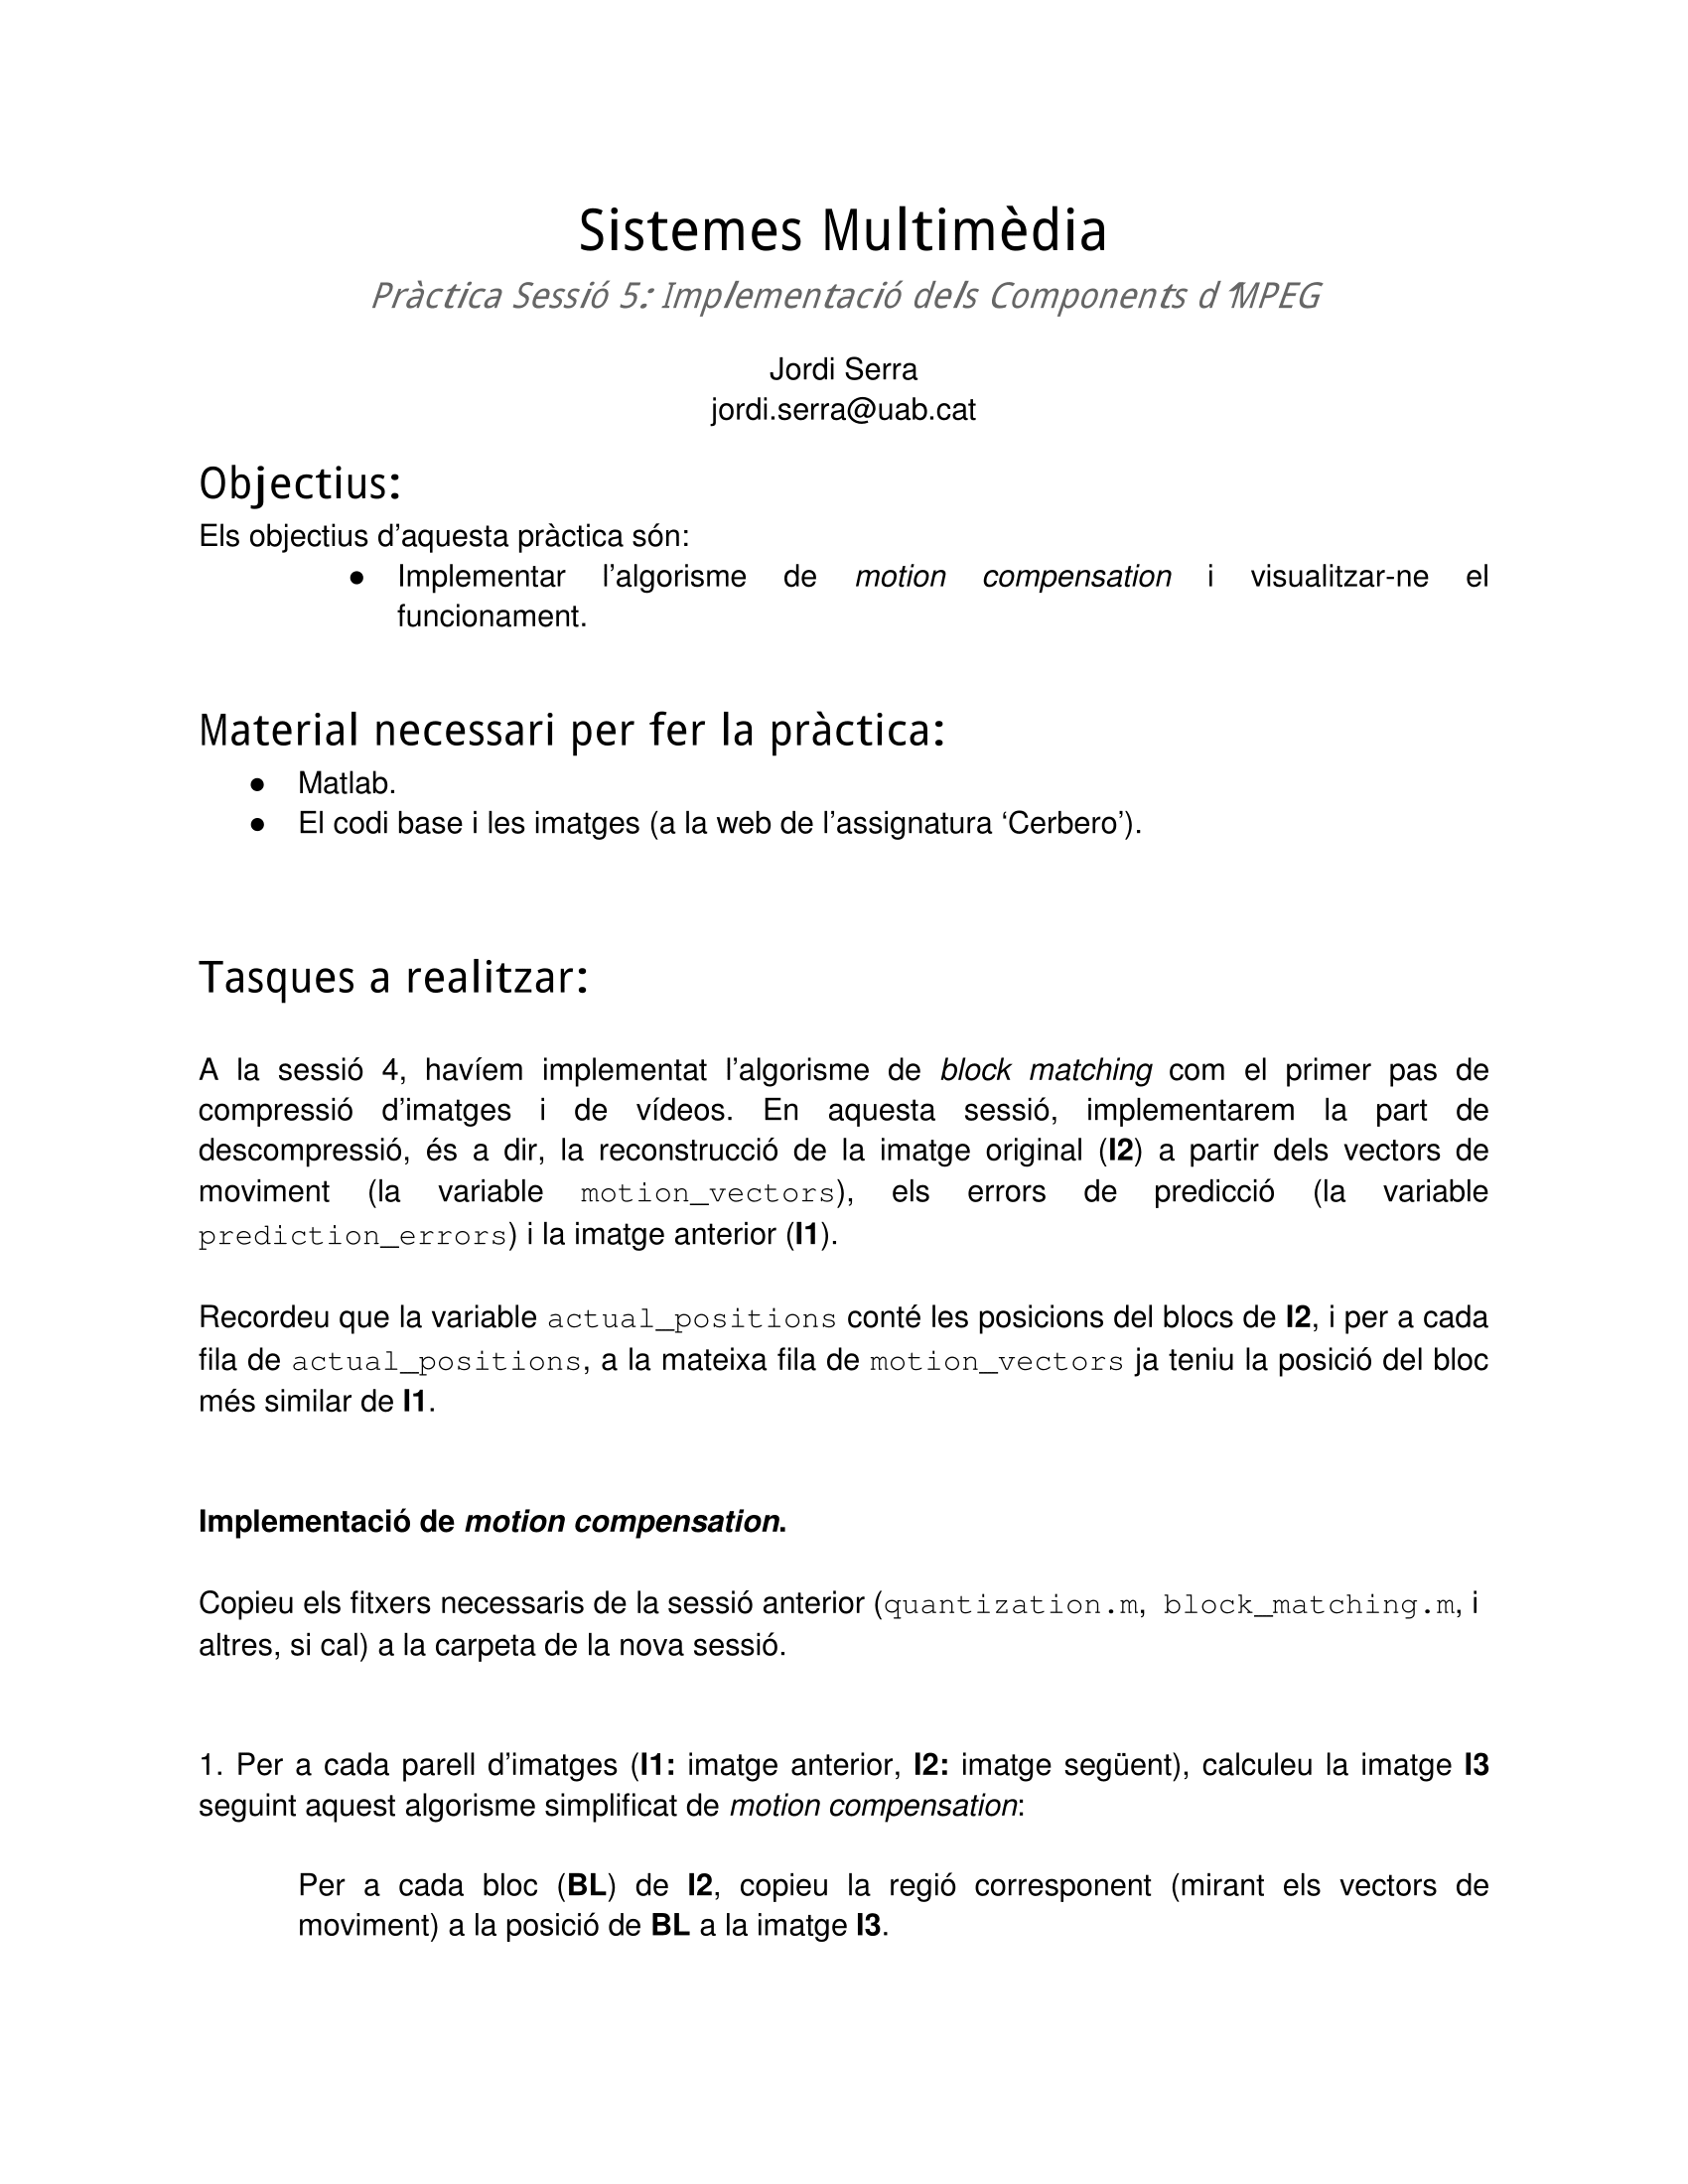 Sistemes Multimèdia
Pràctica Sessió 5: Implementació dels Components d'MPEG
Jordi Serra
jordi.serra@uab.cat
Objectius:
Els objectius d'aquesta pràctica són:
● Implementar l'algorisme de motion compensation i visualitzar-ne el
funcionament.
Material necessari per fer la pràctica:
● Matlab.
● El codi base i les imatges (a la web de l'assignatura ‘Cerbero’).
Tasques a realitzar:
A la sessió 4, havíem implementat l'algorisme de block matching com el primer pas de
compressió d'imatges i de vídeos. En aquesta sessió, implementarem la part de
descompressió, és a dir, la reconstrucció de la imatge original (I2) a partir dels vectors de
moviment (la variable motion_vectors), els errors de predicció (la variable
prediction_errors) i la imatge anterior (I1).
Recordeu que la variable actual_positions conté les posicions del blocs de I2, i per a cada
fila de actual_positions, a la mateixa fila de motion_vectors ja teniu la posició del bloc
més similar de I1.
Implementació de motion compensation.
Copieu els fitxers necessaris de la sessió anterior (quantization.m, block_matching.m, i
altres, si cal) a la carpeta de la nova sessió.
1. Per a cada parell d'imatges (I1: imatge anterior, I2: imatge següent), calculeu la imatge I3
seguint aquest algorisme simplificat de motion compensation:
Per a cada bloc (BL) de I2, copieu la regió corresponent (mirant els vectors de
moviment) a la posició de BL a la imatge I3.